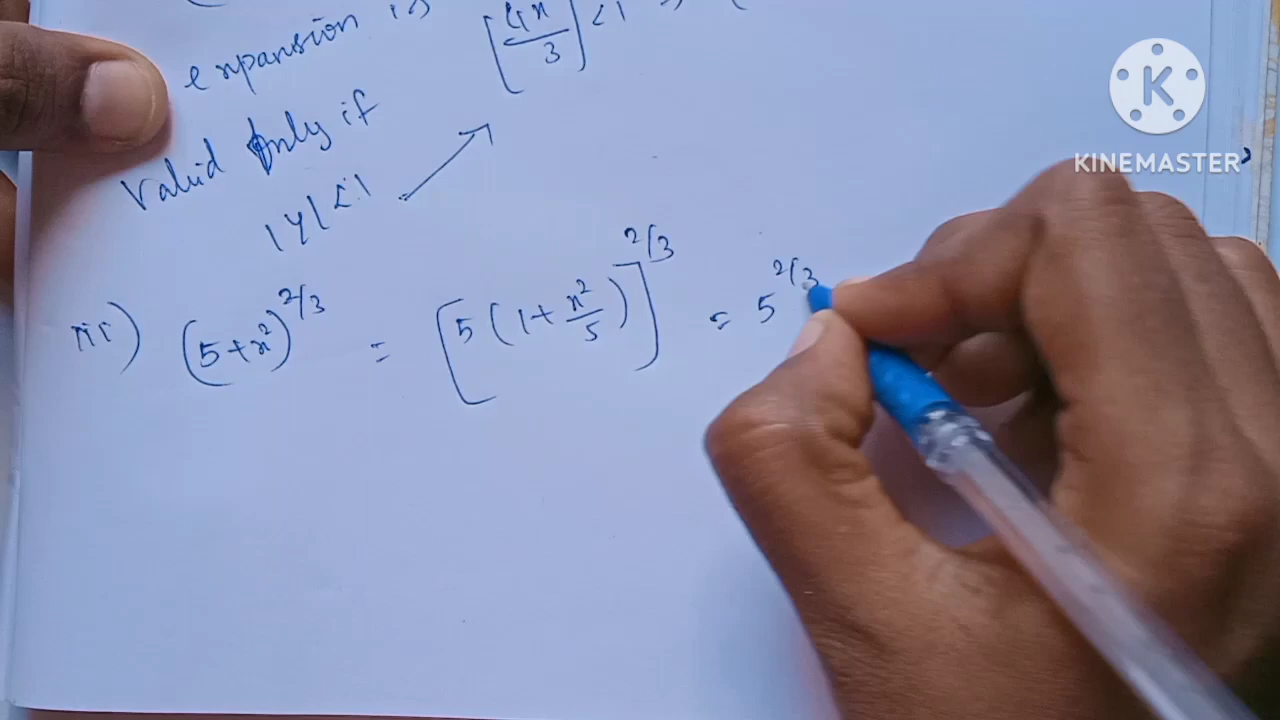 expansion is [4x/3] < 1
Valid only if
|y| < 1
iii) (5+x²)^2/3 = [5(1+x²/5)]^2/3 = 5^2/3
K
KINEMASTER